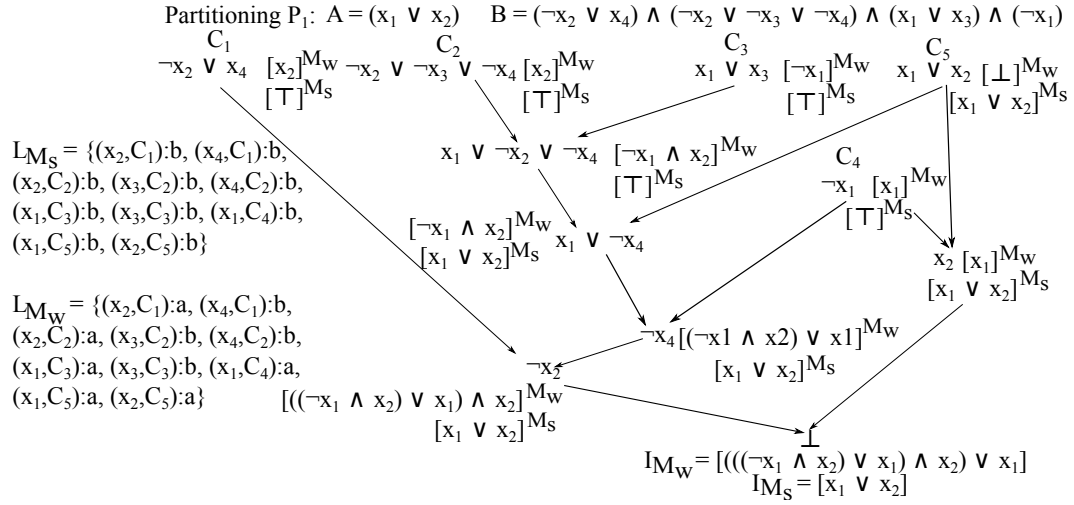 Partitioning P₁: A = (x₁ ∨ x₂) B = (¬x₂ ∨ x₄) ∧ (¬x₂ ∨ ¬x₃ ∨ ¬x₄) ∧ (x₁ ∨ x₃) ∧ (¬x₁)
C₁ C₂ C₃ C₅
¬x₂ ∨ x₄ [x₂]ᴹw ¬x₂ ∨ ¬x₃ ∨ ¬x₄ [x₂]ᴹw x₁ ∨ x₃ [¬x₁]ᴹw x₁ ∨ x₂ [⊥]ᴹw
[⊤]ᴹs [⊤]ᴹs [⊤]ᴹs [x₁ ∨ x₂]ᴹs
L_Mₛ = {(x₂,C₁):b, (x₄,C₁):b,
(x₂,C₂):b, (x₃,C₂):b, (x₄,C₂):b,
(x₁,C₃):b, (x₃,C₃):b, (x₁,C₄):b,
(x₁,C₅):b, (x₂,C₅):b}
x₁ ∨ ¬x₂ ∨ ¬x₄ [¬x₁ ∧ x₂]ᴹw
[⊤]ᴹs
C₄
¬x₁ [x₁]ᴹw
[⊤]ᴹs
[¬x₁ ∧ x₂]ᴹw x₁ ∨ ¬x₄
[x₁ ∨ x₂]ᴹs
x₂ [x₁]ᴹw
[x₁ ∨ x₂]ᴹs
L_Mw = {(x₂,C₁):a, (x₄,C₁):b,
(x₂,C₂):a, (x₃,C₂):b, (x₄,C₂):b,
(x₁,C₃):a, (x₃,C₃):b, (x₁,C₄):a,
(x₁,C₅):a, (x₂,C₅):a}
¬x₄ [(¬x1 ∧ x2) ∨ x1]ᴹw
[x₁ ∨ x₂]ᴹs
¬x₂
[((¬x₁ ∧ x₂) ∨ x₁) ∧ x₂]ᴹw
[x₁ ∨ x₂]ᴹs
⊥
I_Mw = [(((¬x₁ ∧ x₂) ∨ x₁) ∧ x₂) ∨ x₁]
I_Mₛ = [x₁ ∨ x₂]